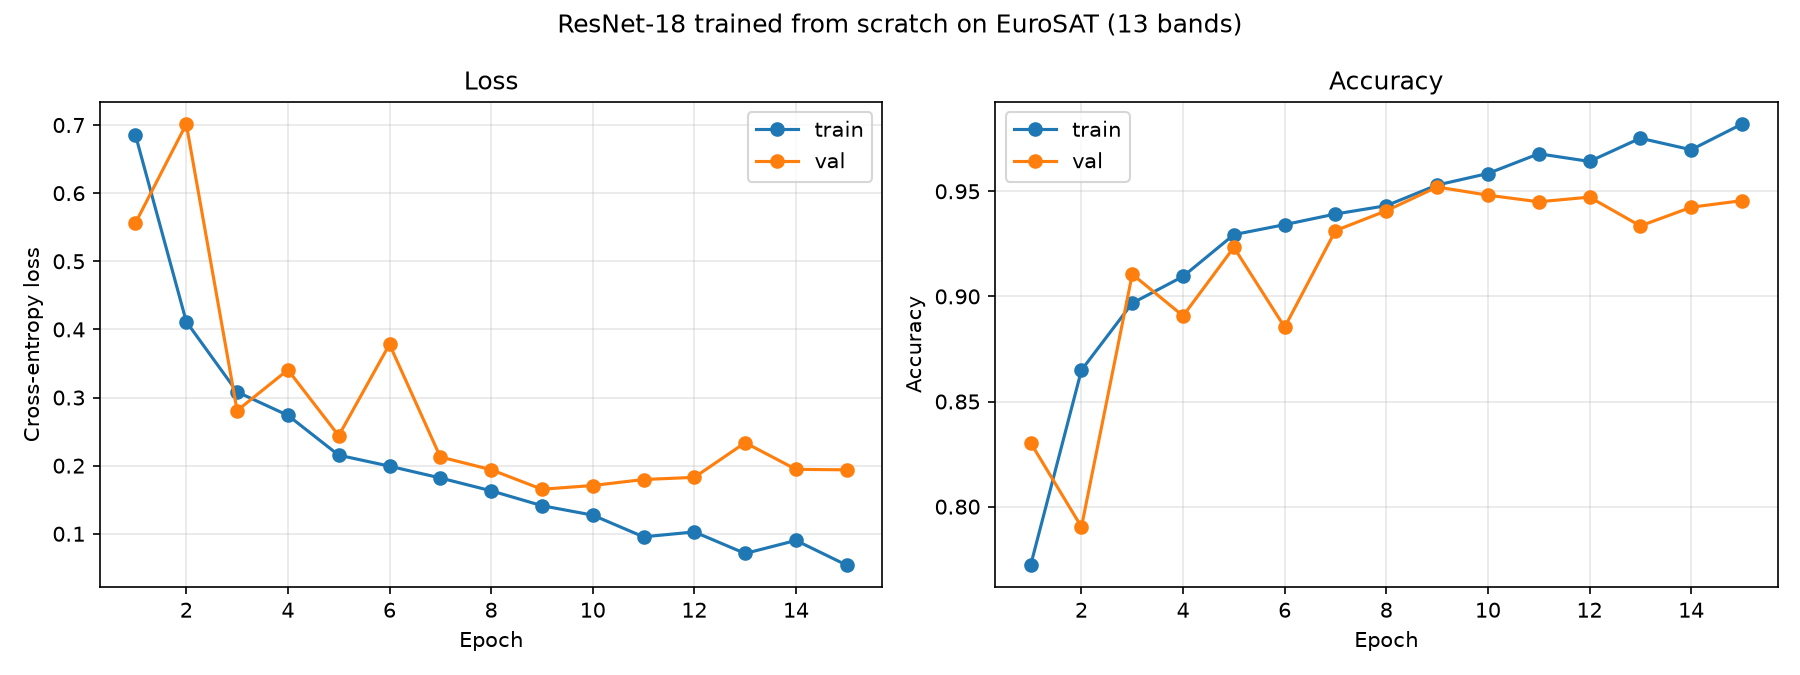 ResNet-18 trained from scratch on EuroSAT (13 bands)
Loss
train
val
Cross-entropy loss
0.7
0.6
0.5
0.4
0.3
0.2
0.1
2 4 6 8 10 12 14
Epoch
Accuracy
train
val
Accuracy
0.95
0.90
0.85
0.80
2 4 6 8 10 12 14
Epoch